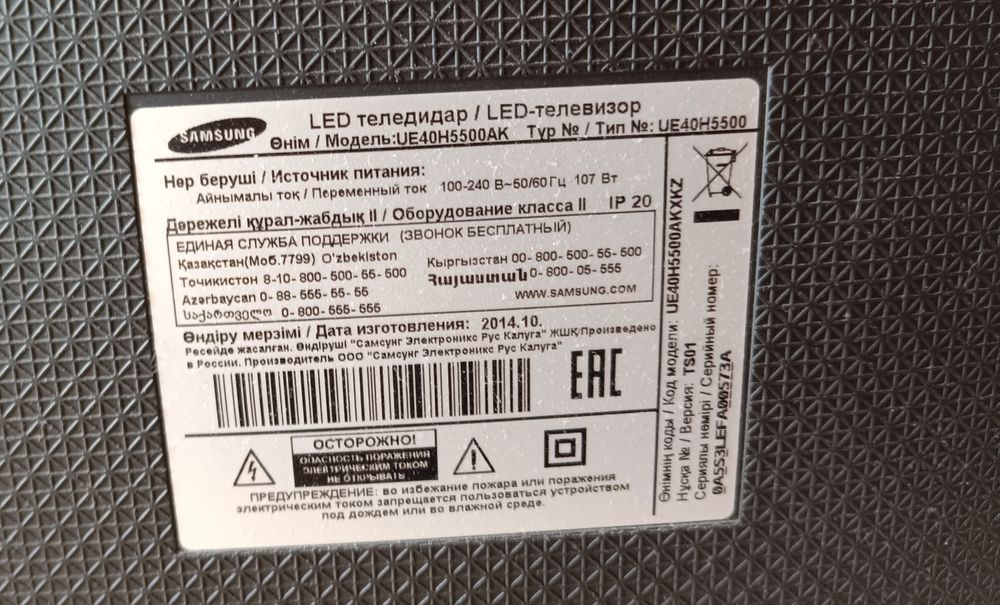 SAMSUNG
LED теледидар / LED-телевизор
Өнім / Модель:UE40H5500AK Түр № / Тип №: UE40H5500
Нәр беруші / Источник питания:
Айнымалы ток / Переменный ток 100-240 В~50/60Гц 107 Вт
Дәрежелі құрал-жабдық II / Оборудование класса II IP 20
ЕДИНАЯ СЛУЖБА ПОДДЕРЖКИ (ЗВОНОК БЕСПЛАТНЫЙ)
Қазақстан(Моб.7799) O'zbekiston
Кыргызстан 00-800-500-55-500
Тоҷикистон 8-10-800-500-55-500
Հայաստան 0-800-05-555
Azərbaycan 0-88-555-55-55
WWW.SAMSUNG.COM
საქართველო 0-800-555-555
Өндіру мерзімі / Дата изготовления: 2014.10.
Ресейде жасалған. Өндіруші "Самсунг Электроникс Рус Калуга" ЖШҚ/Произведено
в России. Производитель ООО "Самсунг Электроникс Рус Калуга"
EAC
ОСТОРОЖНО!
ОПАСНОСТЬ ПОРАЖЕНИЯ
ЭЛЕКТРИЧЕСКИМ ТОКОМ
НЕ ОТКРЫВАТЬ
ПРЕДУПРЕЖДЕНИЕ: во избежание пожара или поражения
электрическим током запрещается пользоваться устройством
под дождем или во влажной среде.
Өнімнің коды / Код модели: UE40H5500AKXKZ
Нұсқа № / Версия: TS01
Сериялы нөмірі / Серийный номер:
0A553LEFA00573A